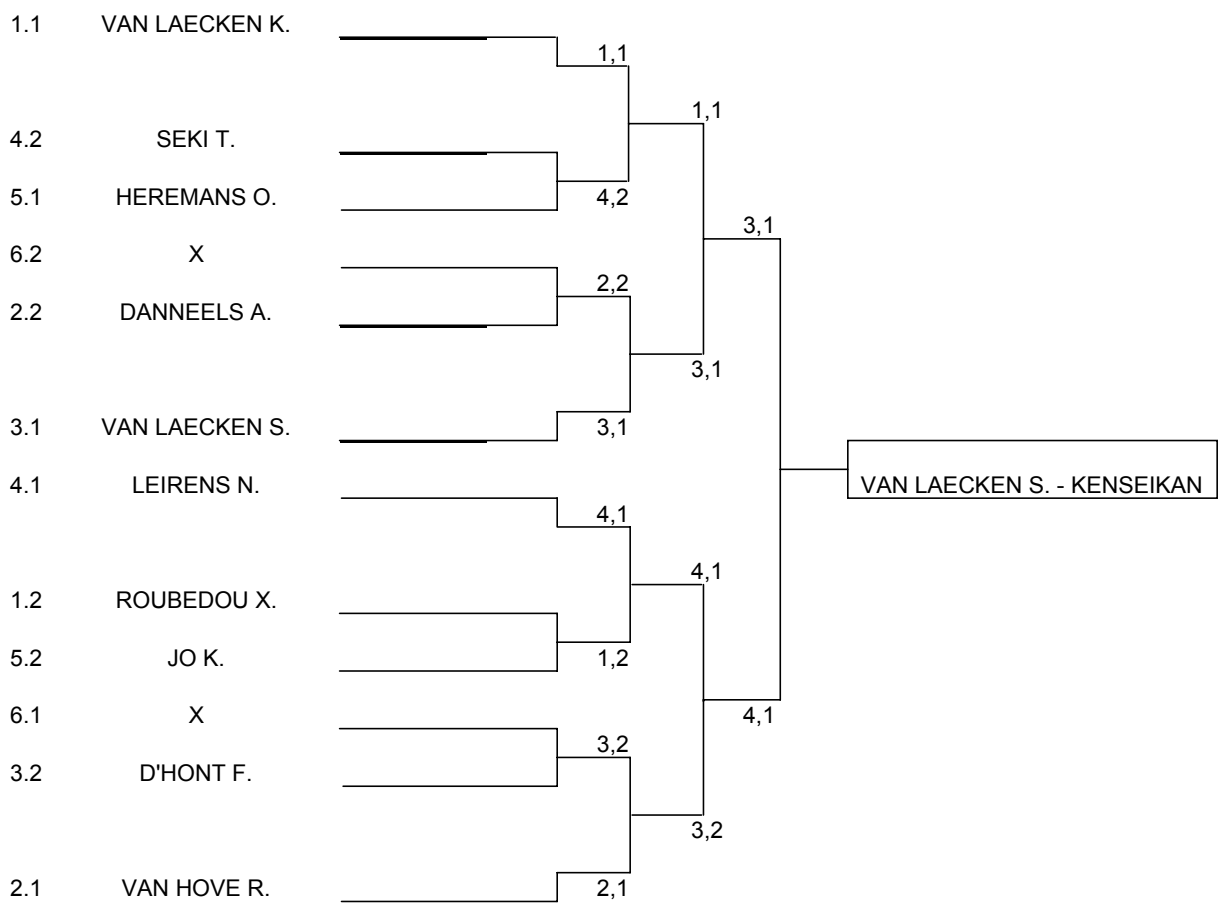 1.1 VAN LAECKEN K.
1,1
1,1
4.2 SEKI T.
5.1 HEREMANS O.
4,2
3,1
6.2 X
2,2
2.2 DANNEELS A.
3,1
3.1 VAN LAECKEN S.
3,1
4.1 LEIRENS N.
VAN LAECKEN S. - KENSEIKAN
4,1
4,1
1.2 ROUBEDOU X.
5.2 JO K.
1,2
6.1 X
4,1
3,2
3.2 D'HONT F.
3,2
2.1 VAN HOVE R.
2,1